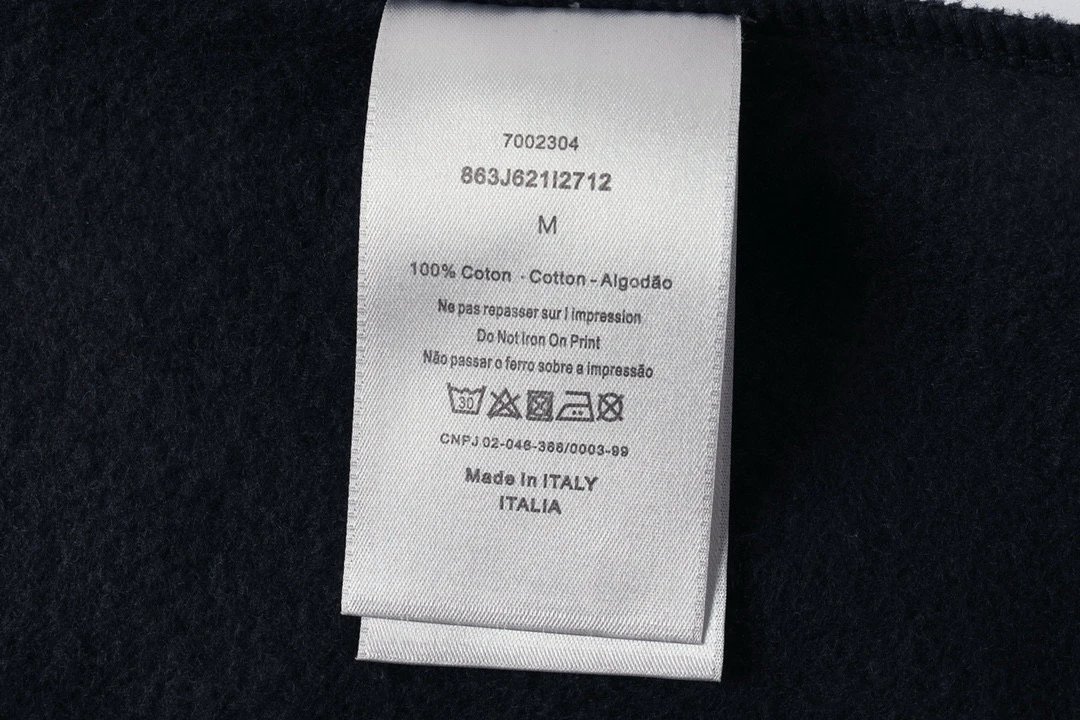 7002304
863J621I2712
M
100% Coton - Cotton - Algodão
Ne pas repasser sur l impression
Do Not Iron On Print
Não passar o ferro sobre a impressão
30
CNPJ 02-046-368/0003-99
Made in ITALY
ITALIA